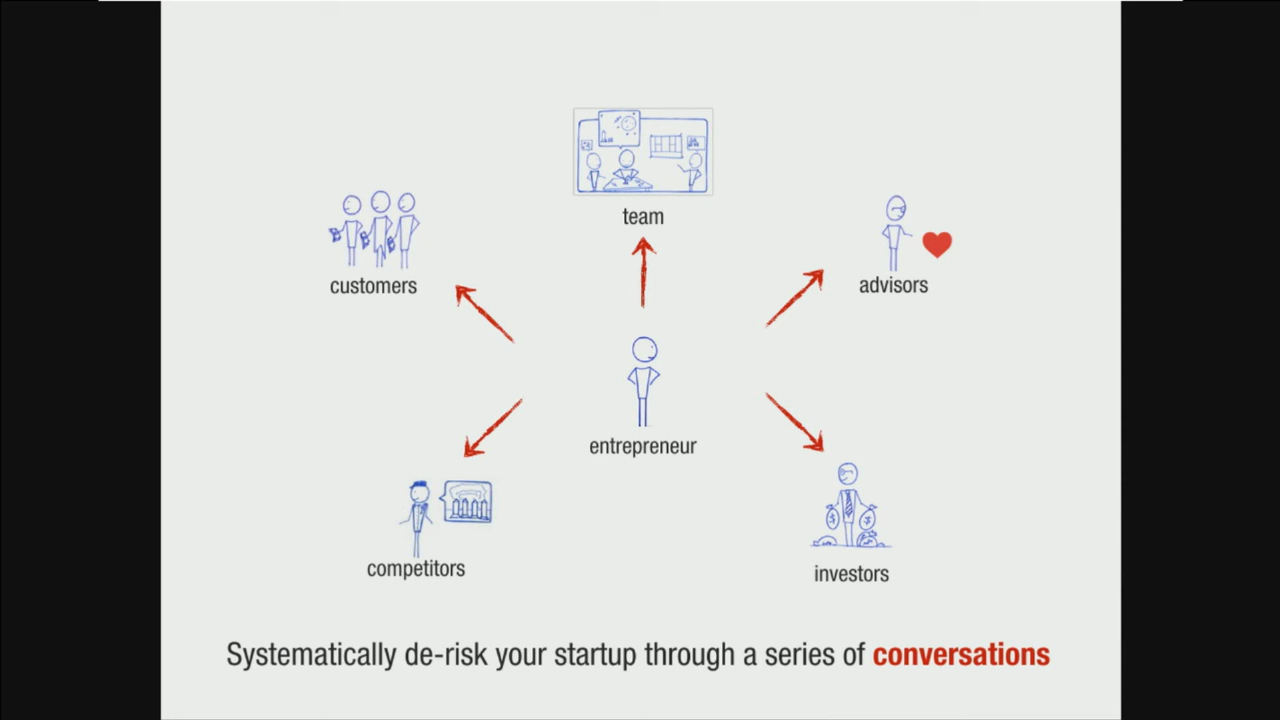 team
customers
advisors
entrepreneur
competitors
investors
Systematically de-risk your startup through a series of conversations